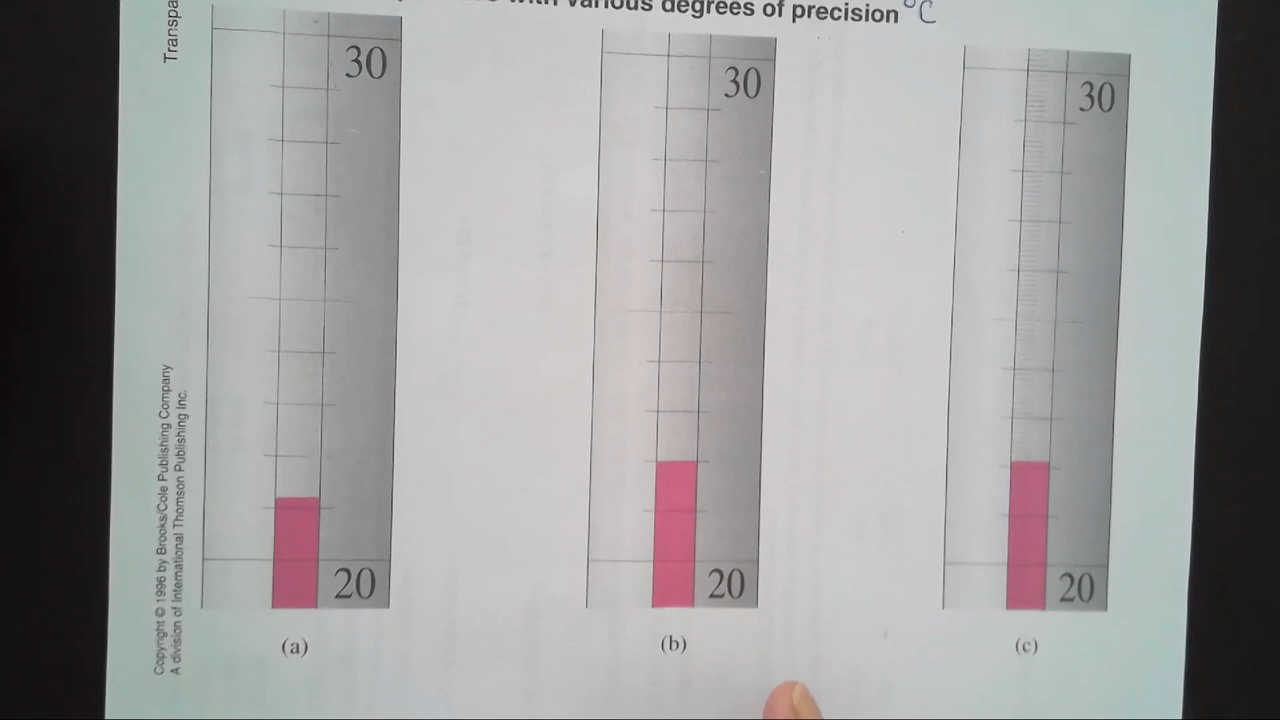 with various degrees of precision °C
30
30
30
20
20
20
(a)
(b)
(c)
Copyright © 1996 by Brooks/Cole Publishing Company
A division of International Thomson Publishing Inc.